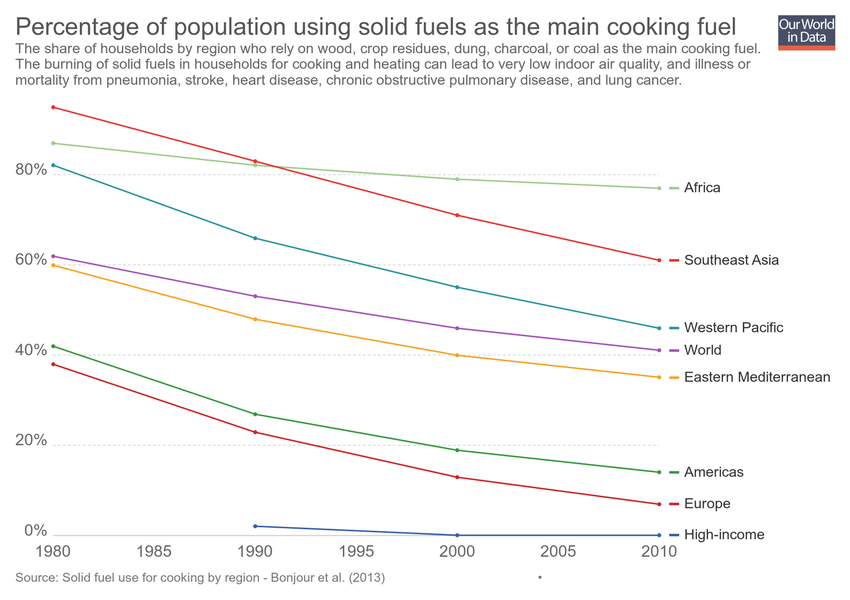 Percentage of population using solid fuels as the main cooking fuel
Our World
in Data
The share of households by region who rely on wood, crop residues, dung, charcoal, or coal as the main cooking fuel.
The burning of solid fuels in households for cooking and heating can lead to very low indoor air quality, and illness or
mortality from pneumonia, stroke, heart disease, chronic obstructive pulmonary disease, and lung cancer.
80%
Africa
60%
Southeast Asia
Western Pacific
40%
World
Eastern Mediterranean
20%
Americas
Europe
0%
High-income
1980 1985 1990 1995 2000 2005 2010
Source: Solid fuel use for cooking by region - Bonjour et al. (2013)